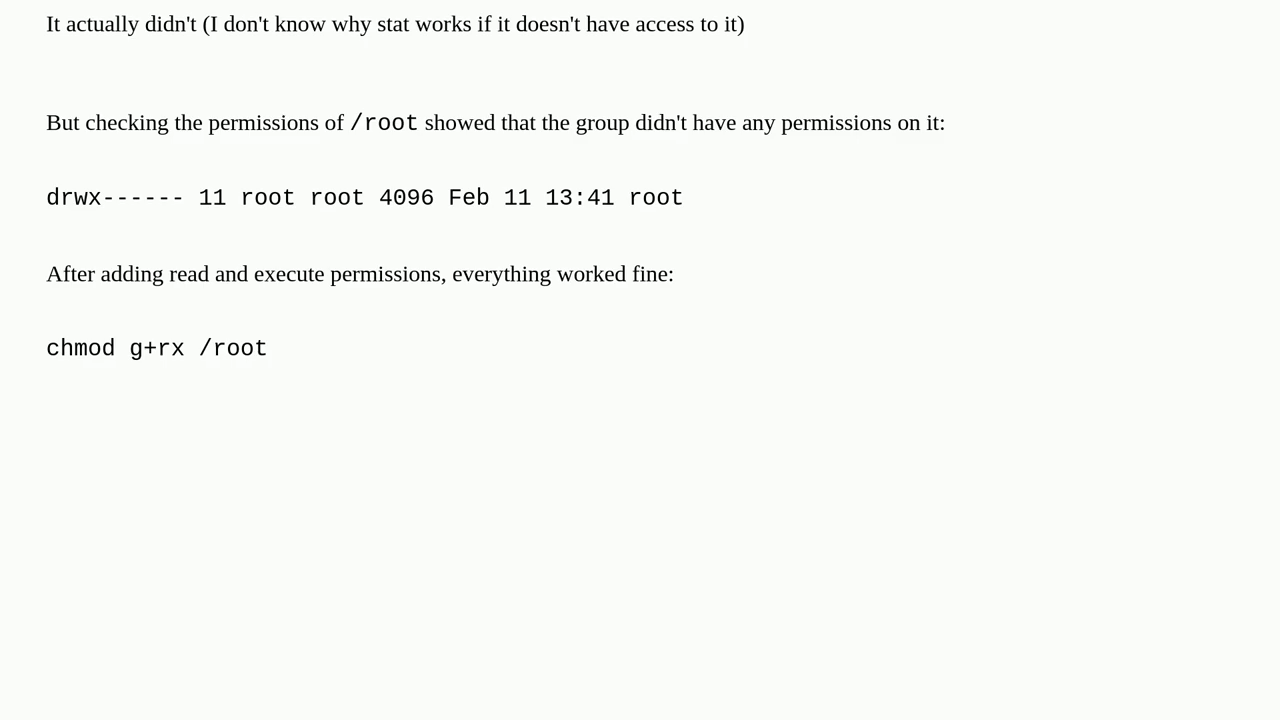 It actually didn't (I don't know why stat works if it doesn't have access to it)
But checking the permissions of /root showed that the group didn't have any permissions on it:
drwx------ 11 root root 4096 Feb 11 13:41 root
After adding read and execute permissions, everything worked fine:
chmod g+rx /root